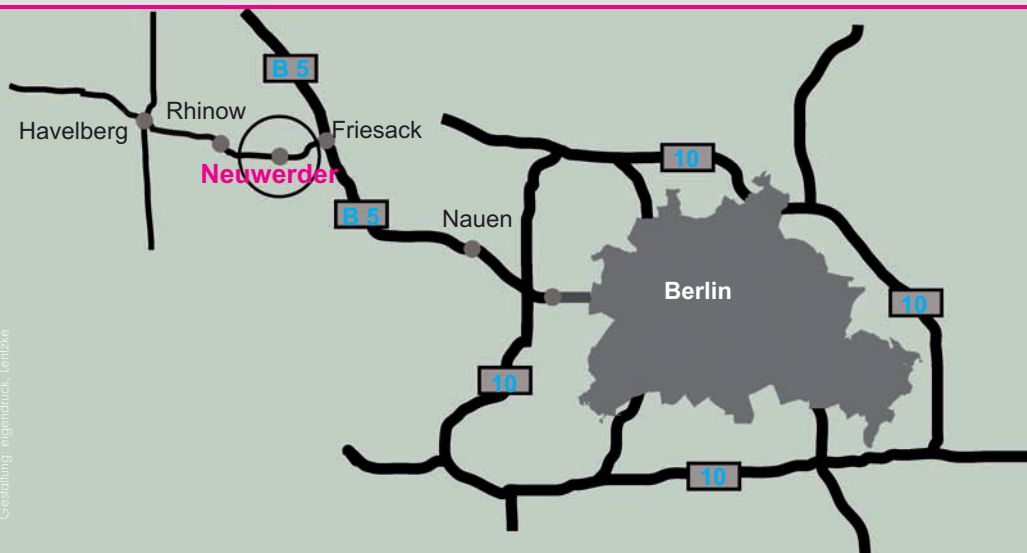 B 5
Rhinow
Havelberg
Friesack
Neuwerder
10
B 5
Nauen
Berlin
10
10
10
Gestaltung: eigendruck, Lentzke